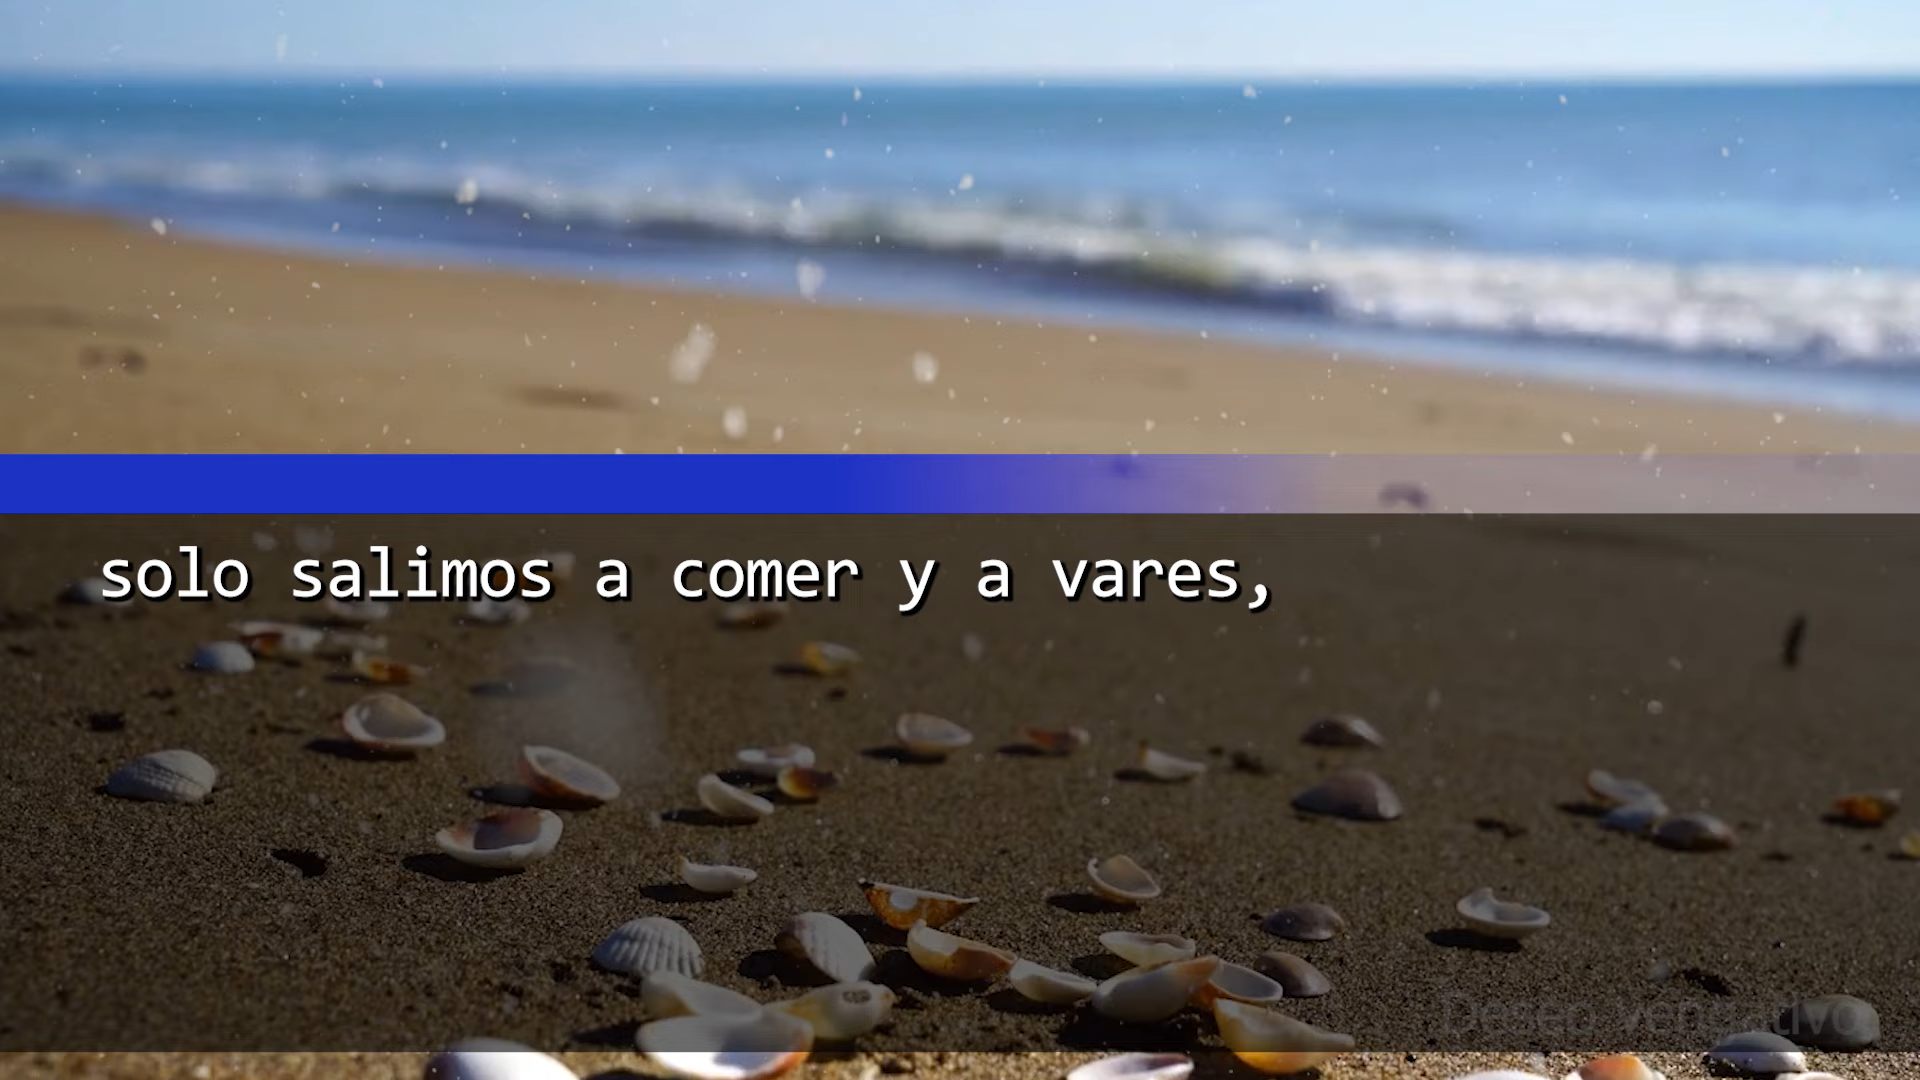 solo salimos a comer y a vares,